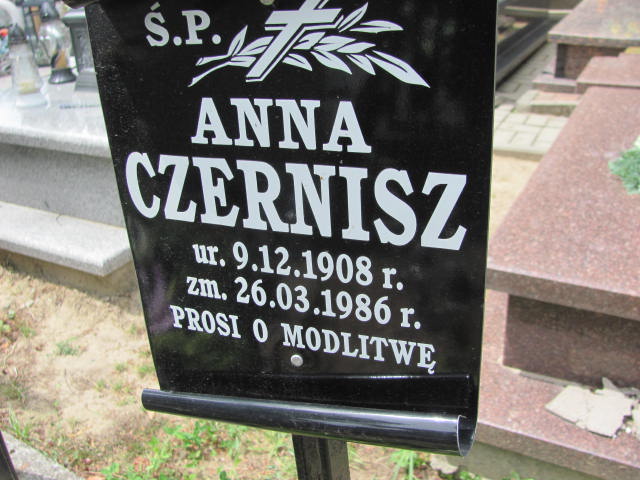 Ś.P.
ANNA
CZERNISZ
ur. 9.12.1908 r.
zm. 26.03.1986 r.
PROSI O MODLITWĘ